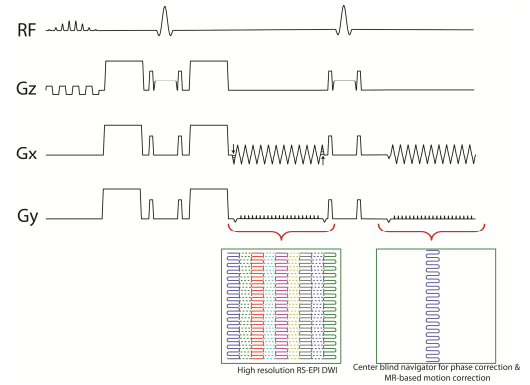 RF
Gz
Gx
Gy
High resolution RS-EPI DWI
Center blind navigator for phase correction &
MR-based motion correction